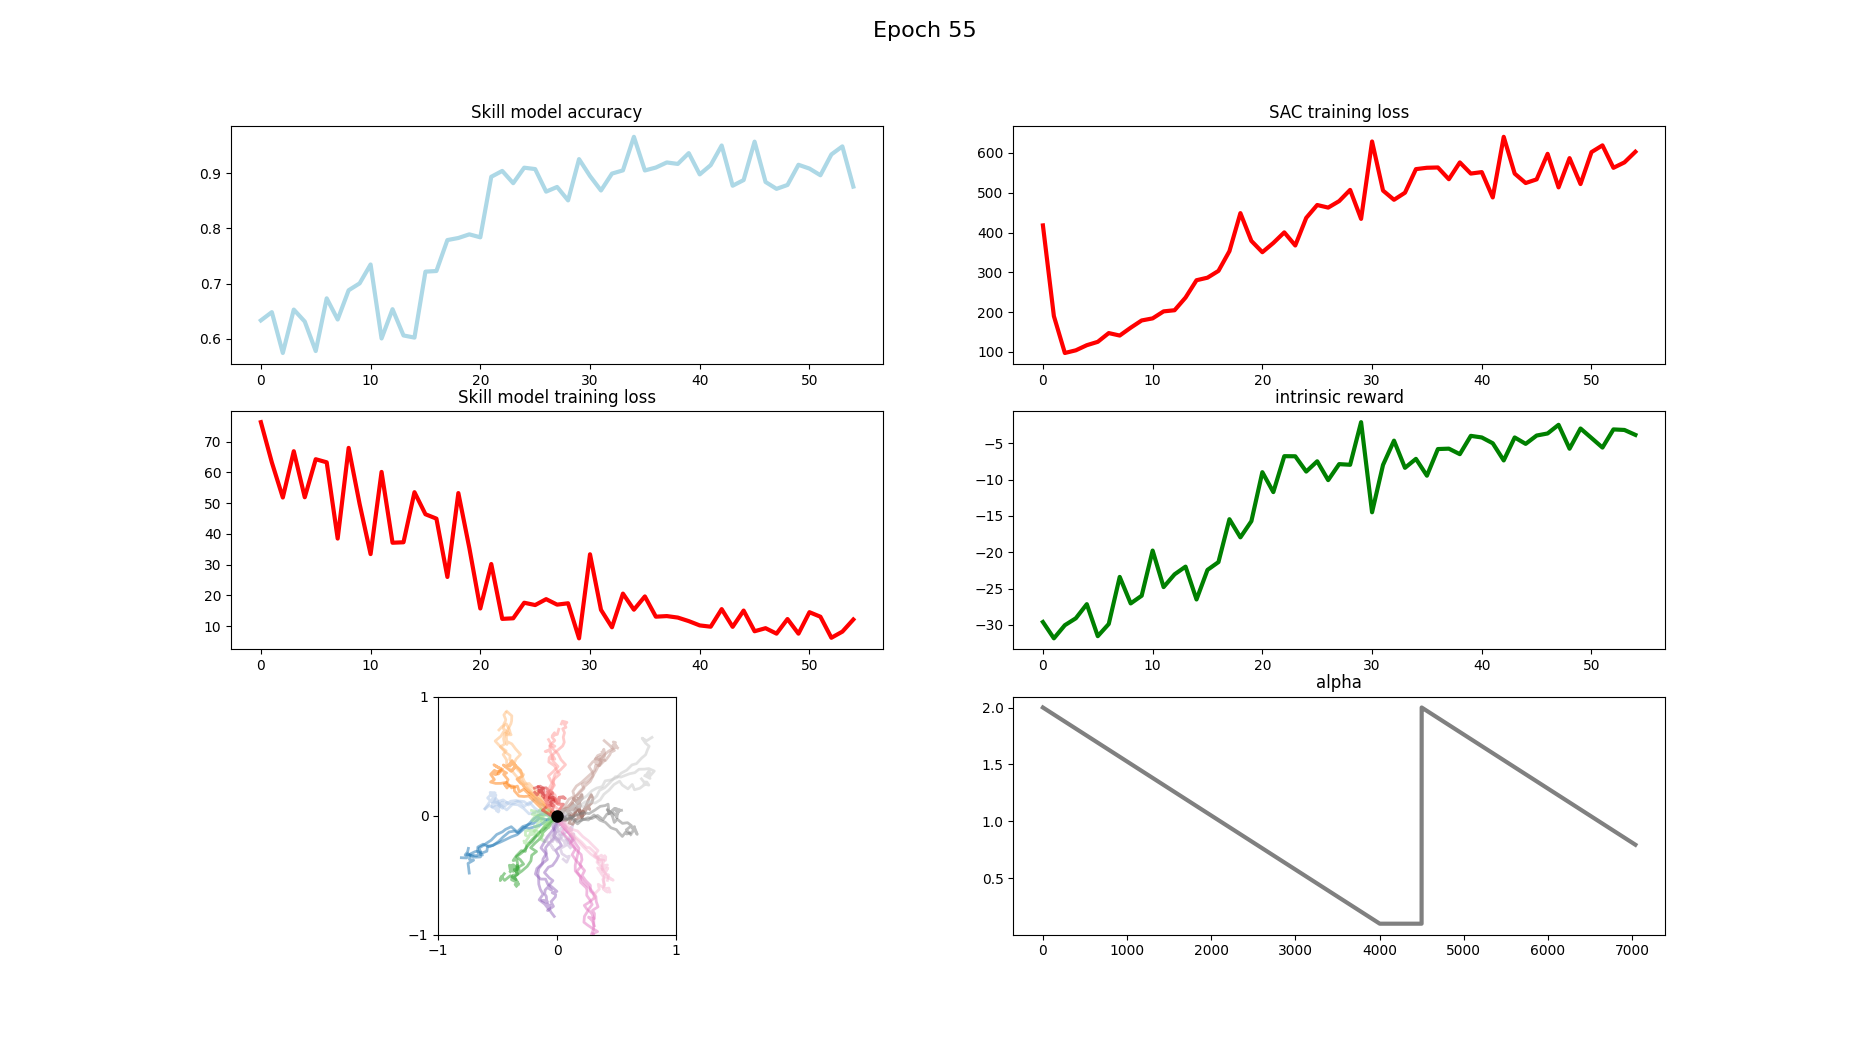 Epoch 55
Skill model accuracy
0.9
0.8
0.7
0.6
0 10 20 30 40 50
SAC training loss
600
500
400
300
200
100
0 10 20 30 40 50
Skill model training loss
70
60
50
40
30
20
10
0 10 20 30 40 50
intrinsic reward
−5
−10
−15
−20
−25
−30
0 10 20 30 40 50
1
0
−1
−1 0 1
alpha
2.0
1.5
1.0
0.5
0 1000 2000 3000 4000 5000 6000 7000